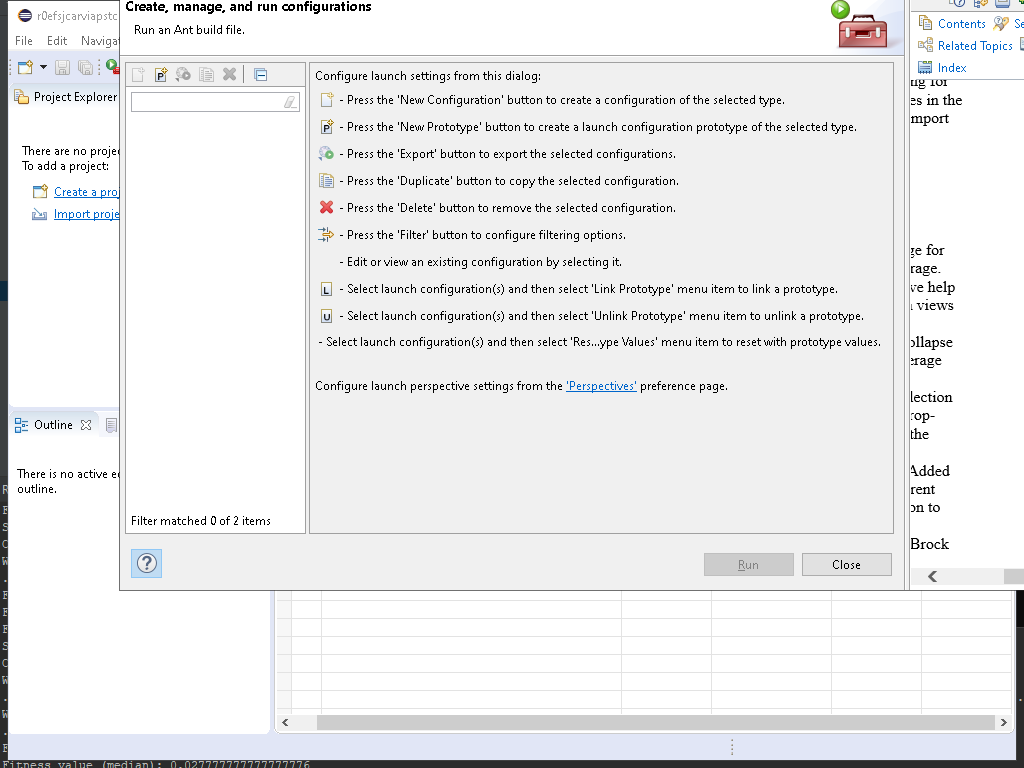 Create, manage, and run configurations
Run an Ant build file.
r0efsjcarviapstc
File Edit Naviga
Project Explorer
There are no projec
To add a project:
Create a proj
Import proje
Outline
There is no active e
outline.
Filter matched 0 of 2 items
Configure launch settings from this dialog:
- Press the 'New Configuration' button to create a configuration of the selected type.
- Press the 'New Prototype' button to create a launch configuration prototype of the selected type.
- Press the 'Export' button to export the selected configurations.
- Press the 'Duplicate' button to copy the selected configuration.
- Press the 'Delete' button to remove the selected configuration.
- Press the 'Filter' button to configure filtering options.
- Edit or view an existing configuration by selecting it.
- Select launch configuration(s) and then select 'Link Prototype' menu item to link a prototype.
- Select launch configuration(s) and then select 'Unlink Prototype' menu item to unlink a prototype.
- Select launch configuration(s) and then select 'Res...ype Values' menu item to reset with prototype values.
Configure launch perspective settings from the 'Perspectives' preference page.
Run
Close
Contents Se
Related Topics
Index
ng for
es in the
mport
ge for
rage.
ve help
n views
ollapse
erage
lection
rop-
the
Added
rent
on to
Brock
Fitness value (median): 0.027777777777777776